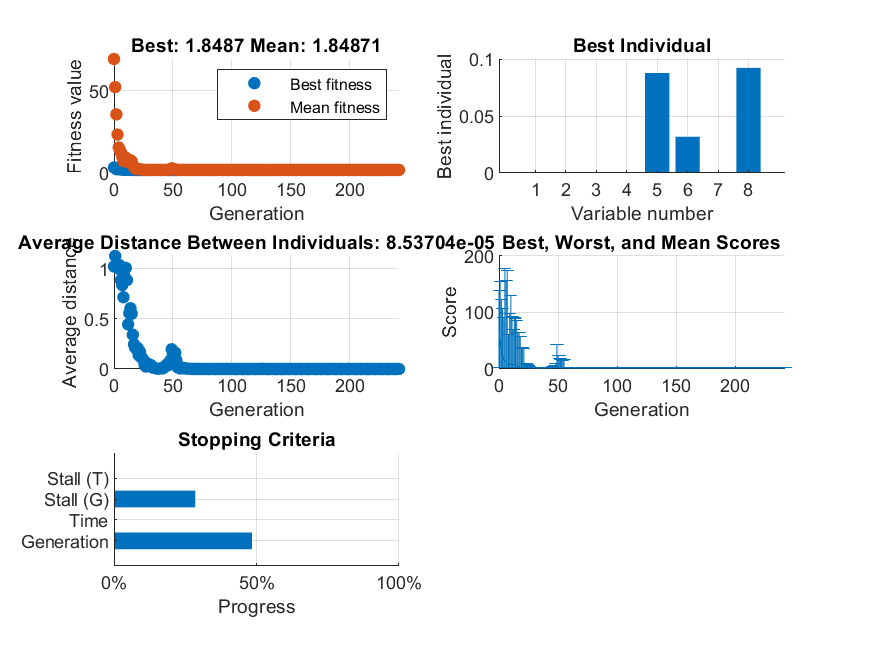 Best: 1.8487 Mean: 1.84871
Fitness value
50
0
Best fitness
Mean fitness
0 50 100 150 200
Generation
Best Individual
Best individual
0.1
0.05
0
1 2 3 4 5 6 7 8
Variable number
Average Distance Between Individuals: 8.53704e-05
Average distance
1
0.5
0
0 50 100 150 200
Generation
Best, Worst, and Mean Scores
Score
200
100
0
0 50 100 150 200
Generation
Stopping Criteria
Stall (T)
Stall (G)
Time
Generation
0% 50% 100%
Progress